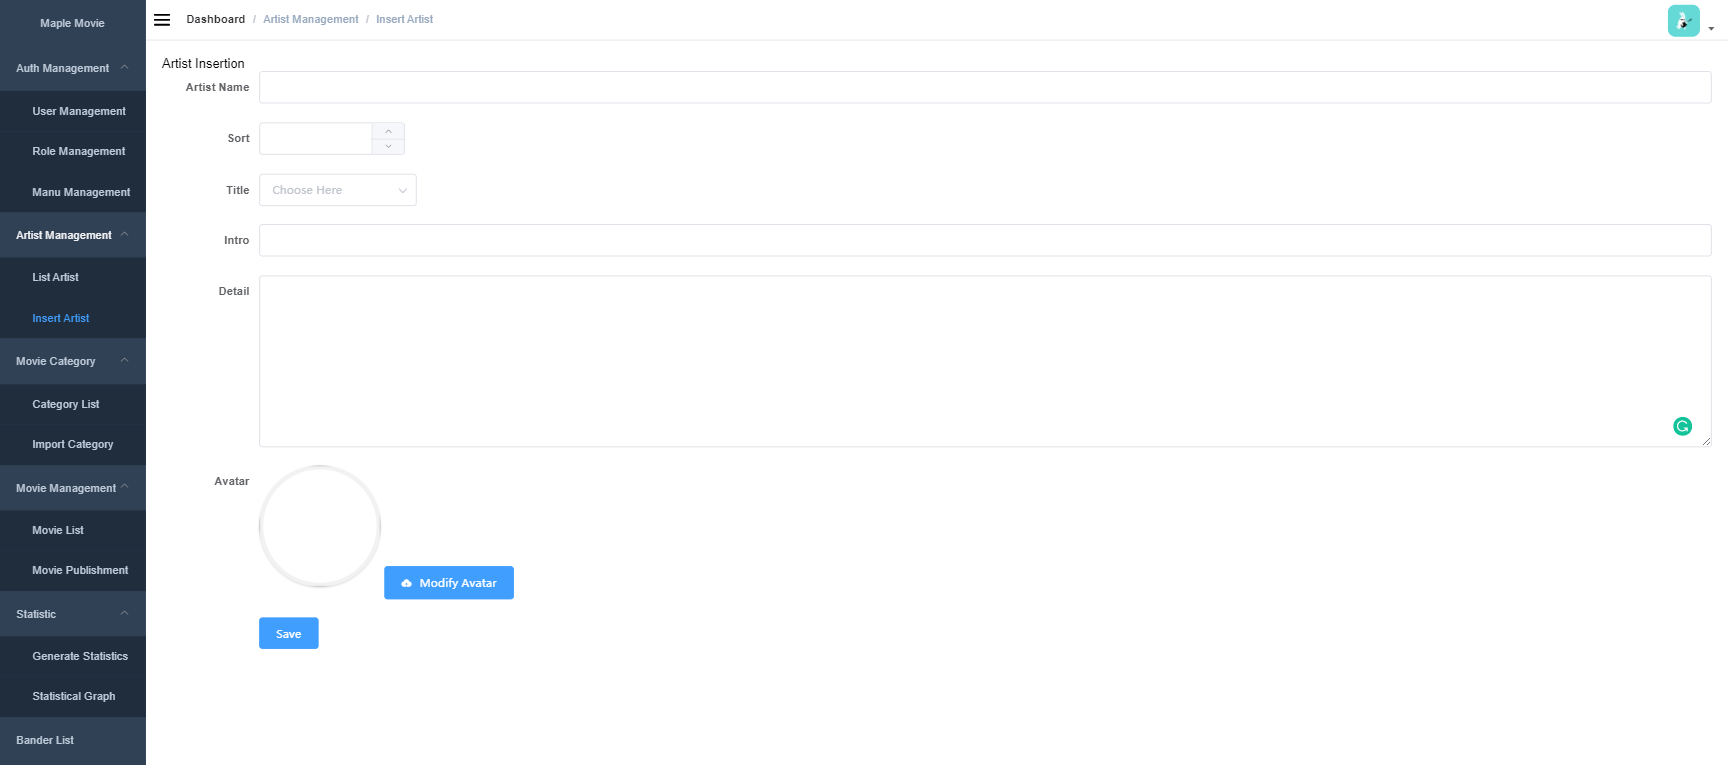 Maple Movie
Dashboard / Artist Management / Insert Artist
Auth Management
User Management
Role Management
Manu Management
Artist Management
List Artist
Insert Artist
Movie Category
Category List
Import Category
Movie Management
Movie List
Movie Publishment
Statistic
Generate Statistics
Statistical Graph
Bander List
Artist Insertion
Artist Name
Sort
Title Choose Here
Intro
Detail
Avatar
Modify Avatar
Save